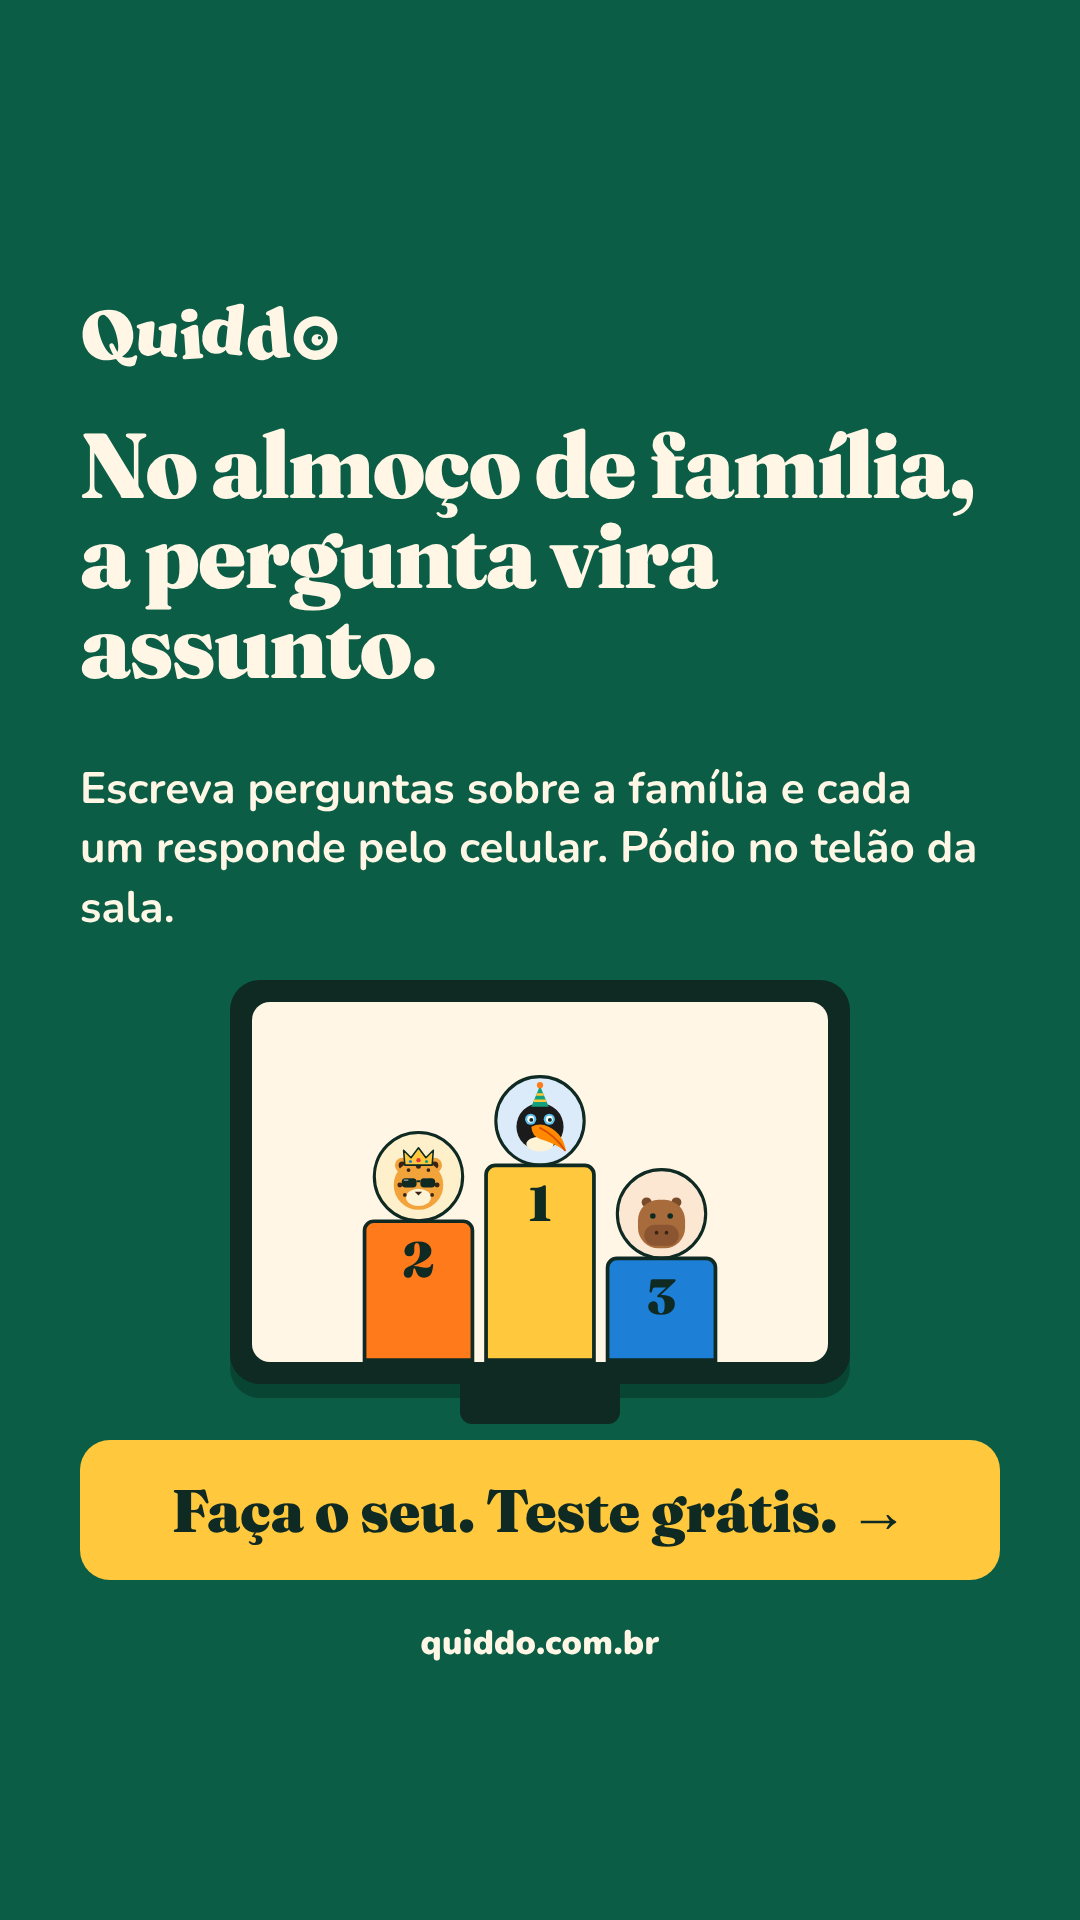 Quiddo
No almoço de família,
a pergunta vira
assunto.
Escreva perguntas sobre a família e cada
um responde pelo celular. Pódio no telão da
sala.
1
2
3
Faça o seu. Teste grátis. →
quiddo.com.br